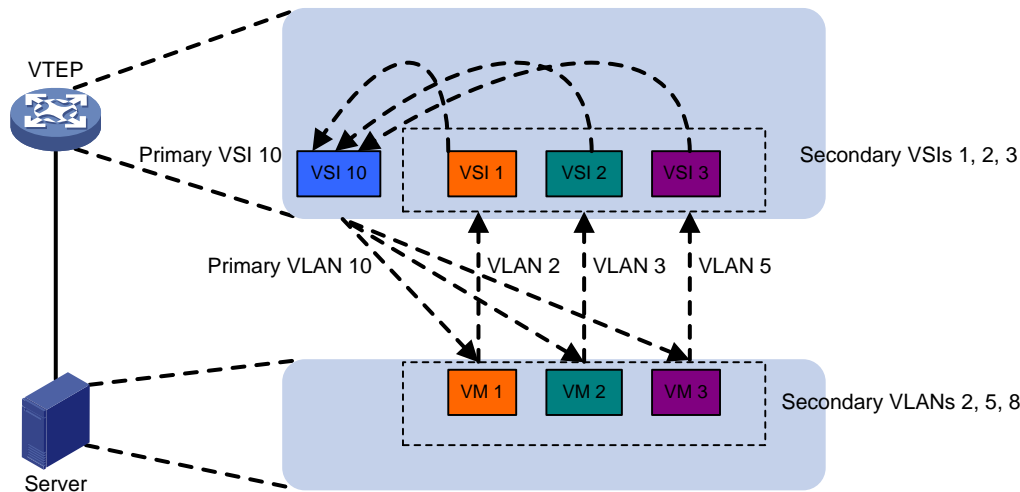 VTEP
Primary VSI 10
VSI 10
VSI 1
VSI 2
VSI 3
Secondary VSIs 1, 2, 3
Primary VLAN 10
VLAN 2
VLAN 3
VLAN 5
VM 1
VM 2
VM 3
Secondary VLANs 2, 5, 8
Server